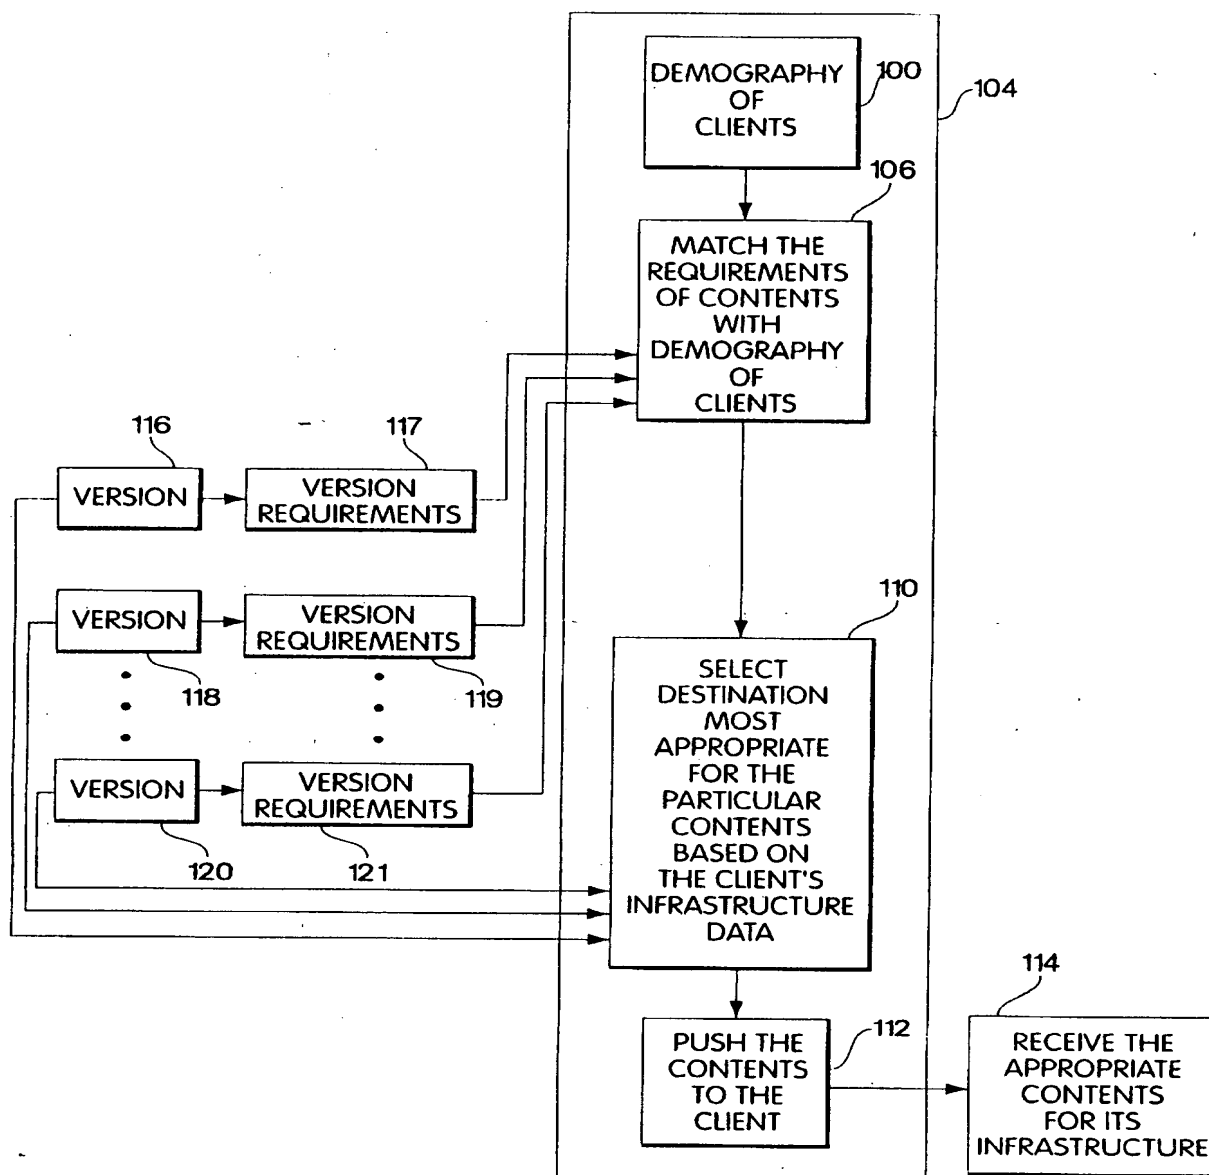 DEMOGRAPHY
OF
CLIENTS
100
104
106
MATCH THE
REQUIREMENTS
OF CONTENTS
WITH
DEMOGRAPHY
OF
CLIENTS
116
117
VERSION
VERSION
REQUIREMENTS
VERSION
VERSION
REQUIREMENTS
118
119
110
SELECT
DESTINATION
MOST
APPROPRIATE
FOR THE
PARTICULAR
CONTENTS
BASED ON
THE CLIENT'S
INFRASTRUCTURE
DATA
VERSION
VERSION
REQUIREMENTS
120
121
PUSH THE
CONTENTS
TO THE
CLIENT
112
114
RECEIVE THE
APPROPRIATE
CONTENTS
FOR ITS
INFRASTRUCTURE